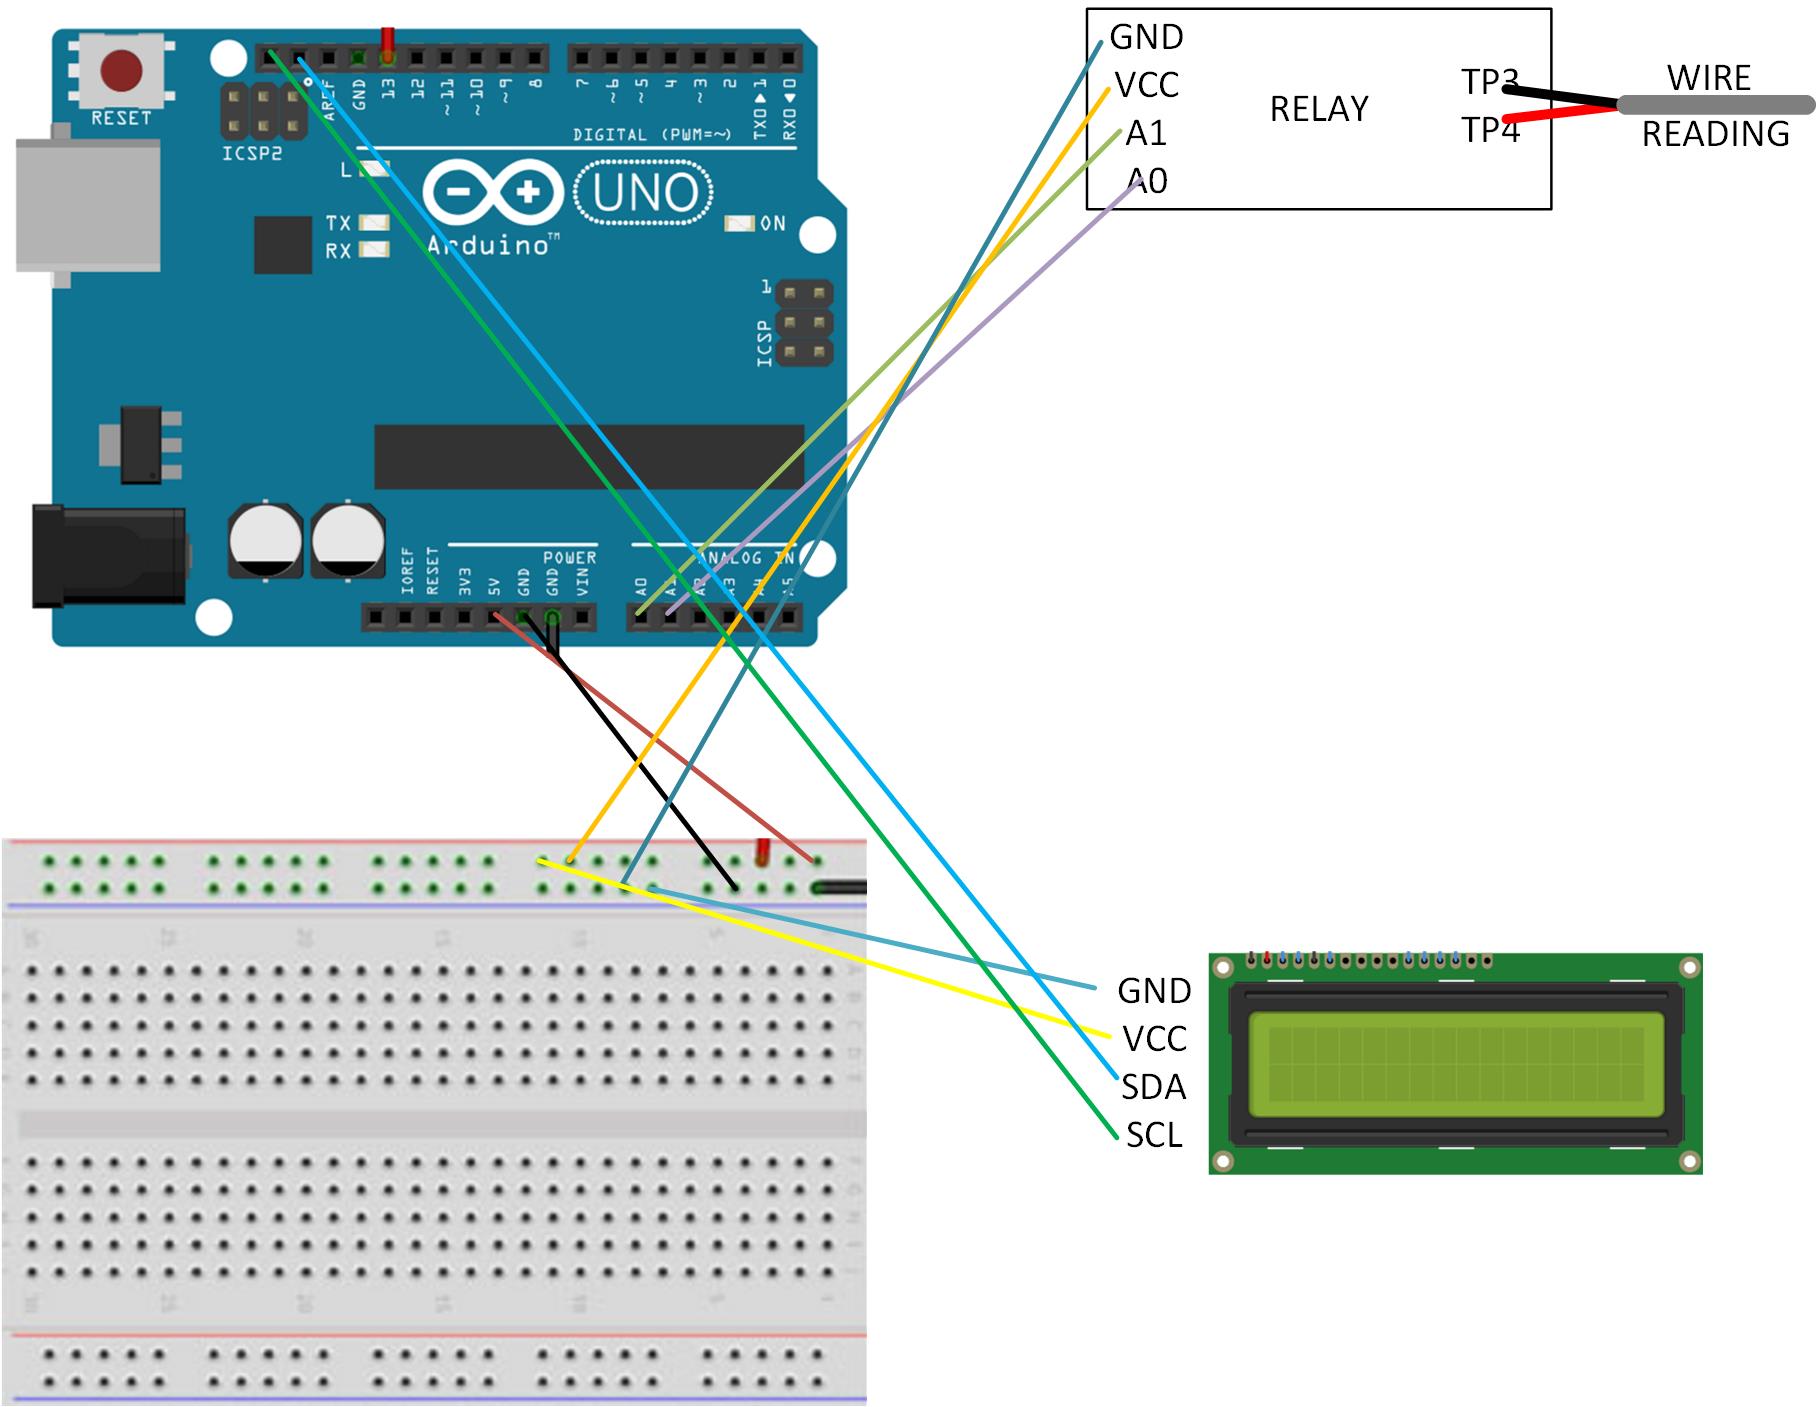 RESET
ICSP2
AREF
GND
13
12
~11
~10
~9
8
7
~6
~5
4
~3
2
TX0▶1
RX0◀0
DIGITAL (PWM=~)
L
TX
RX
UNO
Arduino™
ON
1
ICSP
IOREF
RESET
3V3
5V
GND
GND
VIN
POWER
ANALOG IN
A0
A1
A2
A3
A4
A5
GND
VCC
A1
A0
RELAY
TP3
TP4
WIRE
READING
GND
VCC
SDA
SCL